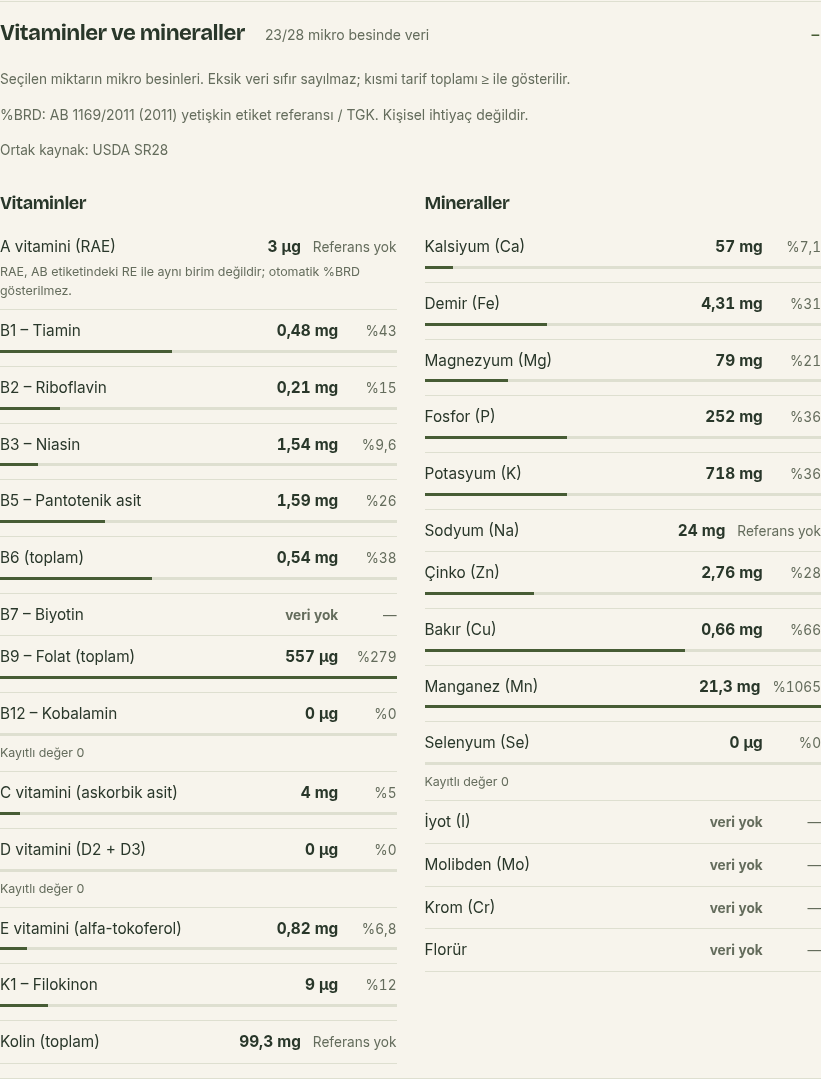 Vitaminler ve mineraller 23/28 mikro besinde veri –
Seçilen miktarın mikro besinleri. Eksik veri sıfır sayılmaz; kısmi tarif toplamı ≥ ile gösterilir.
%BRD: AB 1169/2011 (2011) yetişkin etiket referansı / TGK. Kişisel ihtiyaç değildir.
Ortak kaynak: USDA SR28
Vitaminler
A vitamini (RAE) 3 µg Referans yok
RAE, AB etiketindeki RE ile aynı birim değildir; otomatik %BRD
gösterilmez.
B1 – Tiamin 0,48 mg %43
B2 – Riboflavin 0,21 mg %15
B3 – Niasin 1,54 mg %9,6
B5 – Pantotenik asit 1,59 mg %26
B6 (toplam) 0,54 mg %38
B7 – Biyotin veri yok —
B9 – Folat (toplam) 557 µg %279
B12 – Kobalamin 0 µg %0
Kayıtlı değer 0
C vitamini (askorbik asit) 4 mg %5
D vitamini (D2 + D3) 0 µg %0
Kayıtlı değer 0
E vitamini (alfa-tokoferol) 0,82 mg %6,8
K1 – Filokinon 9 µg %12
Kolin (toplam) 99,3 mg Referans yok
Mineraller
Kalsiyum (Ca) 57 mg %7,1
Demir (Fe) 4,31 mg %31
Magnezyum (Mg) 79 mg %21
Fosfor (P) 252 mg %36
Potasyum (K) 718 mg %36
Sodyum (Na) 24 mg Referans yok
Çinko (Zn) 2,76 mg %28
Bakır (Cu) 0,66 mg %66
Manganez (Mn) 21,3 mg %1065
Selenyum (Se) 0 µg %0
Kayıtlı değer 0
İyot (I) veri yok —
Molibden (Mo) veri yok —
Krom (Cr) veri yok —
Florür veri yok —